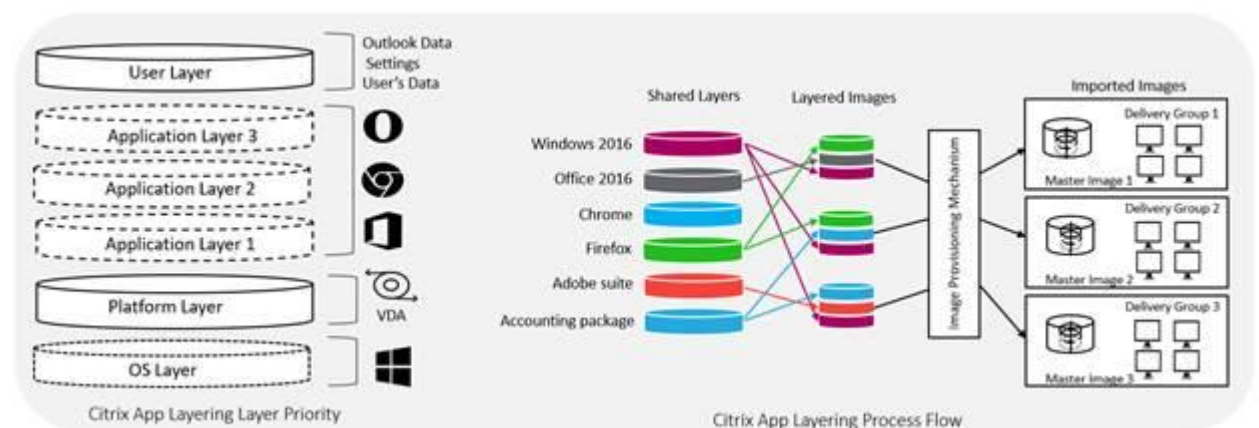 Outlook Data
Settings
User's Data
User Layer
Application Layer 3
Application Layer 2
Application Layer 1
Platform Layer
VDA
OS Layer
Citrix App Layering Layer Priority
Shared Layers
Layered Images
Imported Images
Windows 2016
Office 2016
Chrome
Firefox
Adobe suite
Accounting package
Image Provisioning Mechanism
Delivery Group 1
Master Image 1
Delivery Group 2
Master Image 2
Delivery Group 3
Master Image 3
Citrix App Layering Process Flow